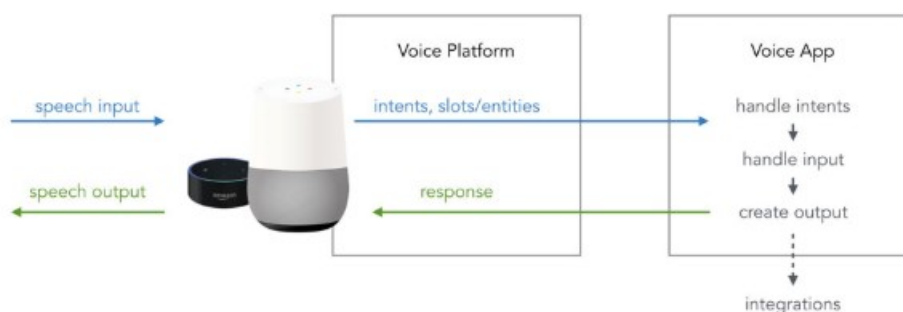 Voice Platform
Voice App
speech input
intents, slots/entities
handle intents
handle input
speech output
response
create output
integrations
amazon